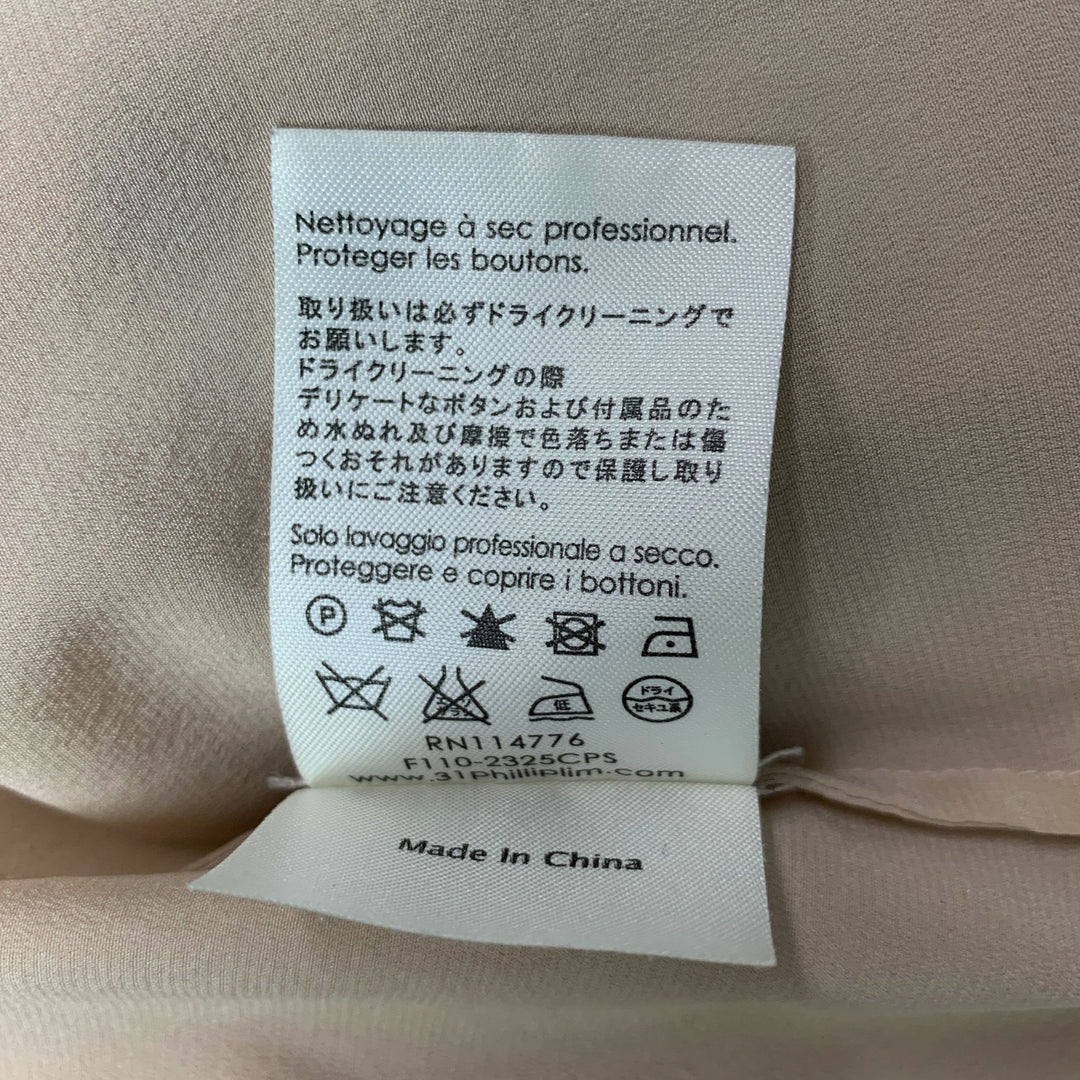 Nettoyage à sec professionnel.
Proteger les boutons.
取り扱いは必ずドライクリーニングで
お願いします。
ドライクリーニングの際
デリケートなボタンおよび付属品のた
め水ぬれ及び摩擦で色落ちまたは傷
つくおそれがありますので保護し取り
扱いにご注意ください。
Solo lavaggio professionale a secco.
Proteggere e coprire i bottoni.
P
低 ドライ
セキユ系
RN114776
F110-2325CPS
www.31philliplim.com
Made In China